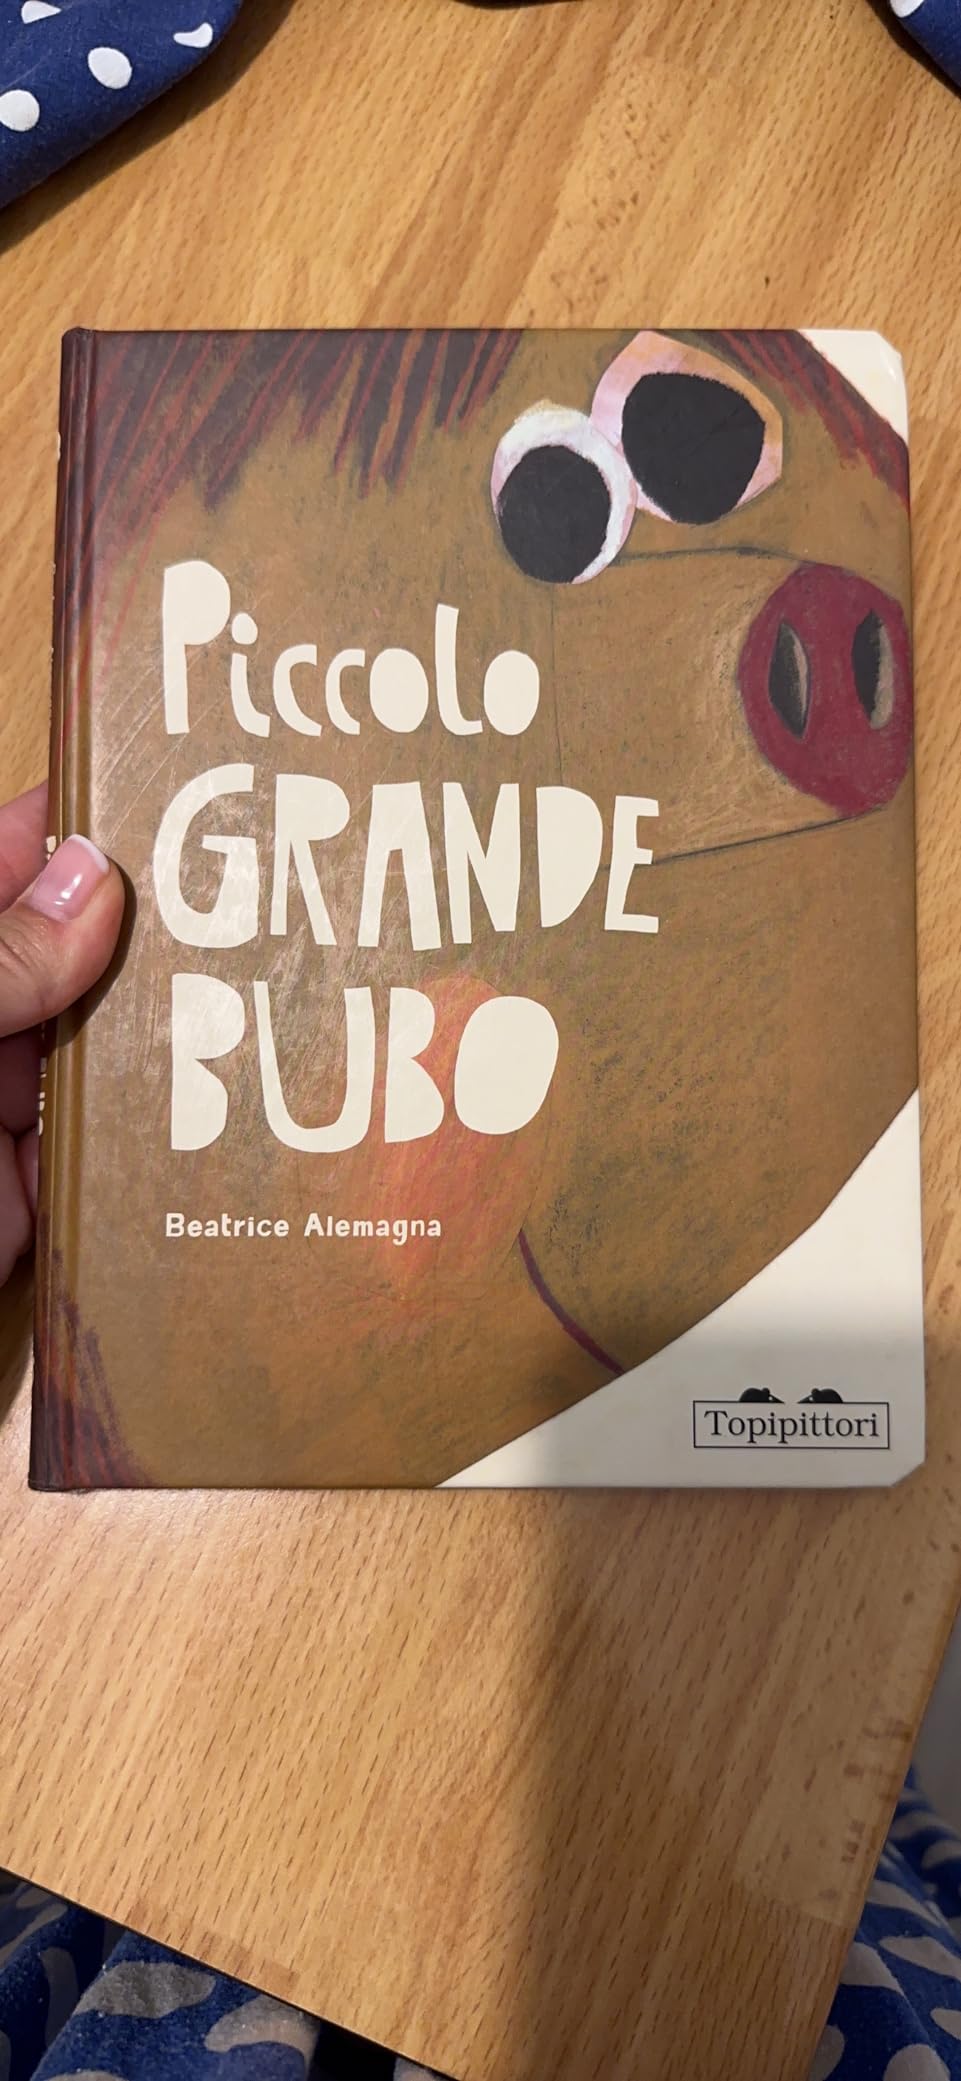 Piccolo
GRANDE
BUBO
Beatrice Alemagna
Topipittori